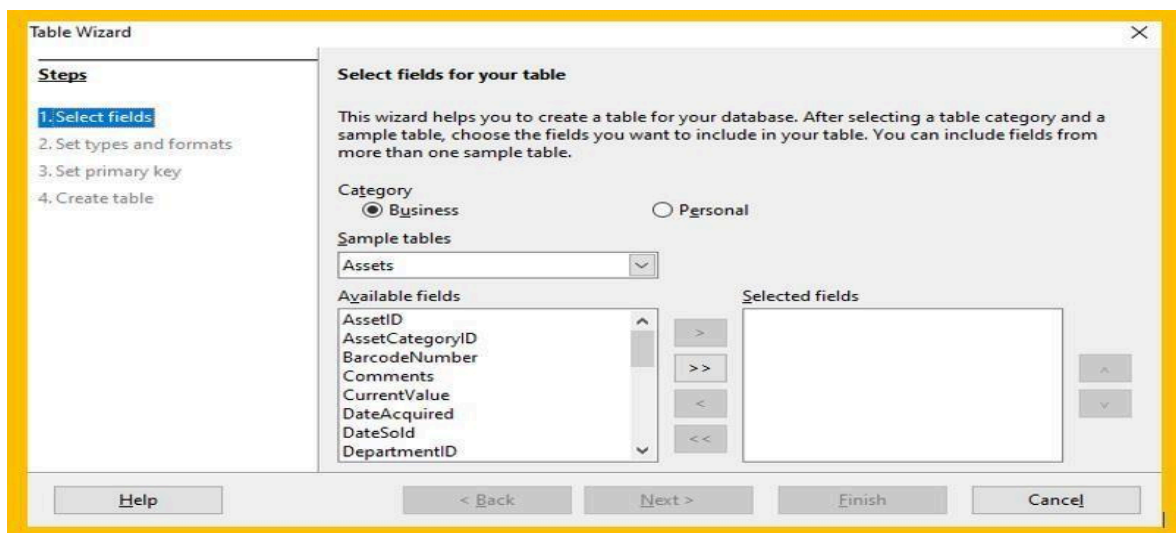 Table Wizard
Steps
1. Select fields
2. Set types and formats
3. Set primary key
4. Create table
Select fields for your table
This wizard helps you to create a table for your database. After selecting a table category and a
sample table, choose the fields you want to include in your table. You can include fields from
more than one sample table.
Category
Business
Personal
Sample tables
Assets
Available fields
AssetID
AssetCategoryID
BarcodeNumber
Comments
CurrentValue
DateAcquired
DateSold
DepartmentID
>
>>
<
<<
Selected fields
Help
< Back
Next >
Finish
Cancel